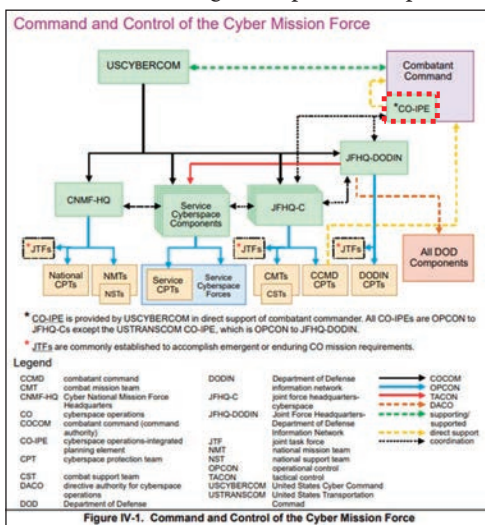 Command and Control of the Cyber Mission Force
USCYBERCOM
Combatant
Command
*CO-IPE
JFHQ-DODIN
CNMF-HQ
Service
Cyberspace
Components
JFHQ-C
*JTFs
*JTFs
*JTFs
All DOD
Components
National
CPTs
NMTs
NSTs
Service
CPTs
Service
Cyberspace
Forces
CMTs
CSTs
CCMD
CPTs
DODIN
CPTs
* CO-IPE is provided by USCYBERCOM in direct support of combatant commander. All CO-IPEs are OPCON to
JFHQ-Cs except the USTRANSCOM CO-IPE, which is OPCON to JFHQ-DODIN.
* JTFs are commonly established to accomplish emergent or enduring CO mission requirements.
Legend
CCMD combatant command
CMT combat mission team
CNMF-HQ Cyber National Mission Force
Headquarters
CO cyberspace operations
COCOM combatant command (command
authority)
CO-IPE cyberspace operations-integrated
planning element
CPT cyberspace protection team
CST combat support team
DACO directive authority for cyberspace
operations
DOD Department of Defense
DODIN Department of Defense
information network
JFHQ-C joint force headquarters-
cyberspace
JFHQ-DODIN Joint Force Headquarters-
Department of Defense
Information Network
JTF joint task force
NMT national mission team
NST national support team
OPCON operational control
TACON tactical control
USCYBERCOM United States Cyber Command
USTRANSCOM United States Transportation
Commad
COCOM
OPCON
TACON
DACO
supporting/
supported
direct support
coordination
Figure IV-1. Command and Control of the Cyber Mission Force